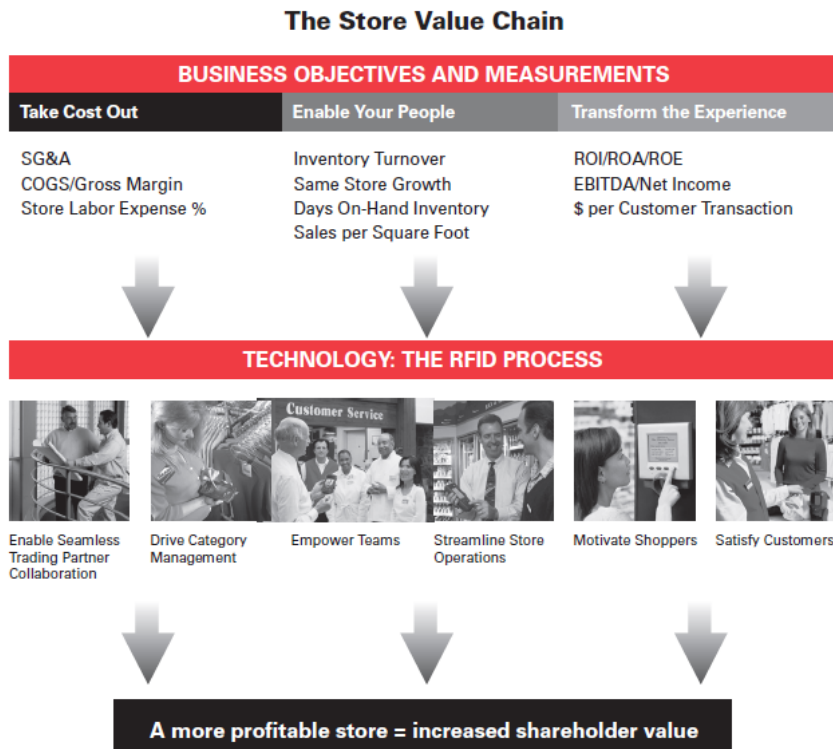 The Store Value Chain
BUSINESS OBJECTIVES AND MEASUREMENTS
Take Cost Out
SG&A
COGS/Gross Margin
Store Labor Expense %
Enable Your People
Inventory Turnover
Same Store Growth
Days On-Hand Inventory
Sales per Square Foot
Transform the Experience
ROI/ROA/ROE
EBITDA/Net Income
$ per Customer Transaction
TECHNOLOGY: THE RFID PROCESS
Customer Service
Enable Seamless
Trading Partner
Collaboration
Drive Category
Management
Empower Teams
Streamline Store
Operations
Motivate Shoppers
Satisfy Customers
A more profitable store = increased shareholder value